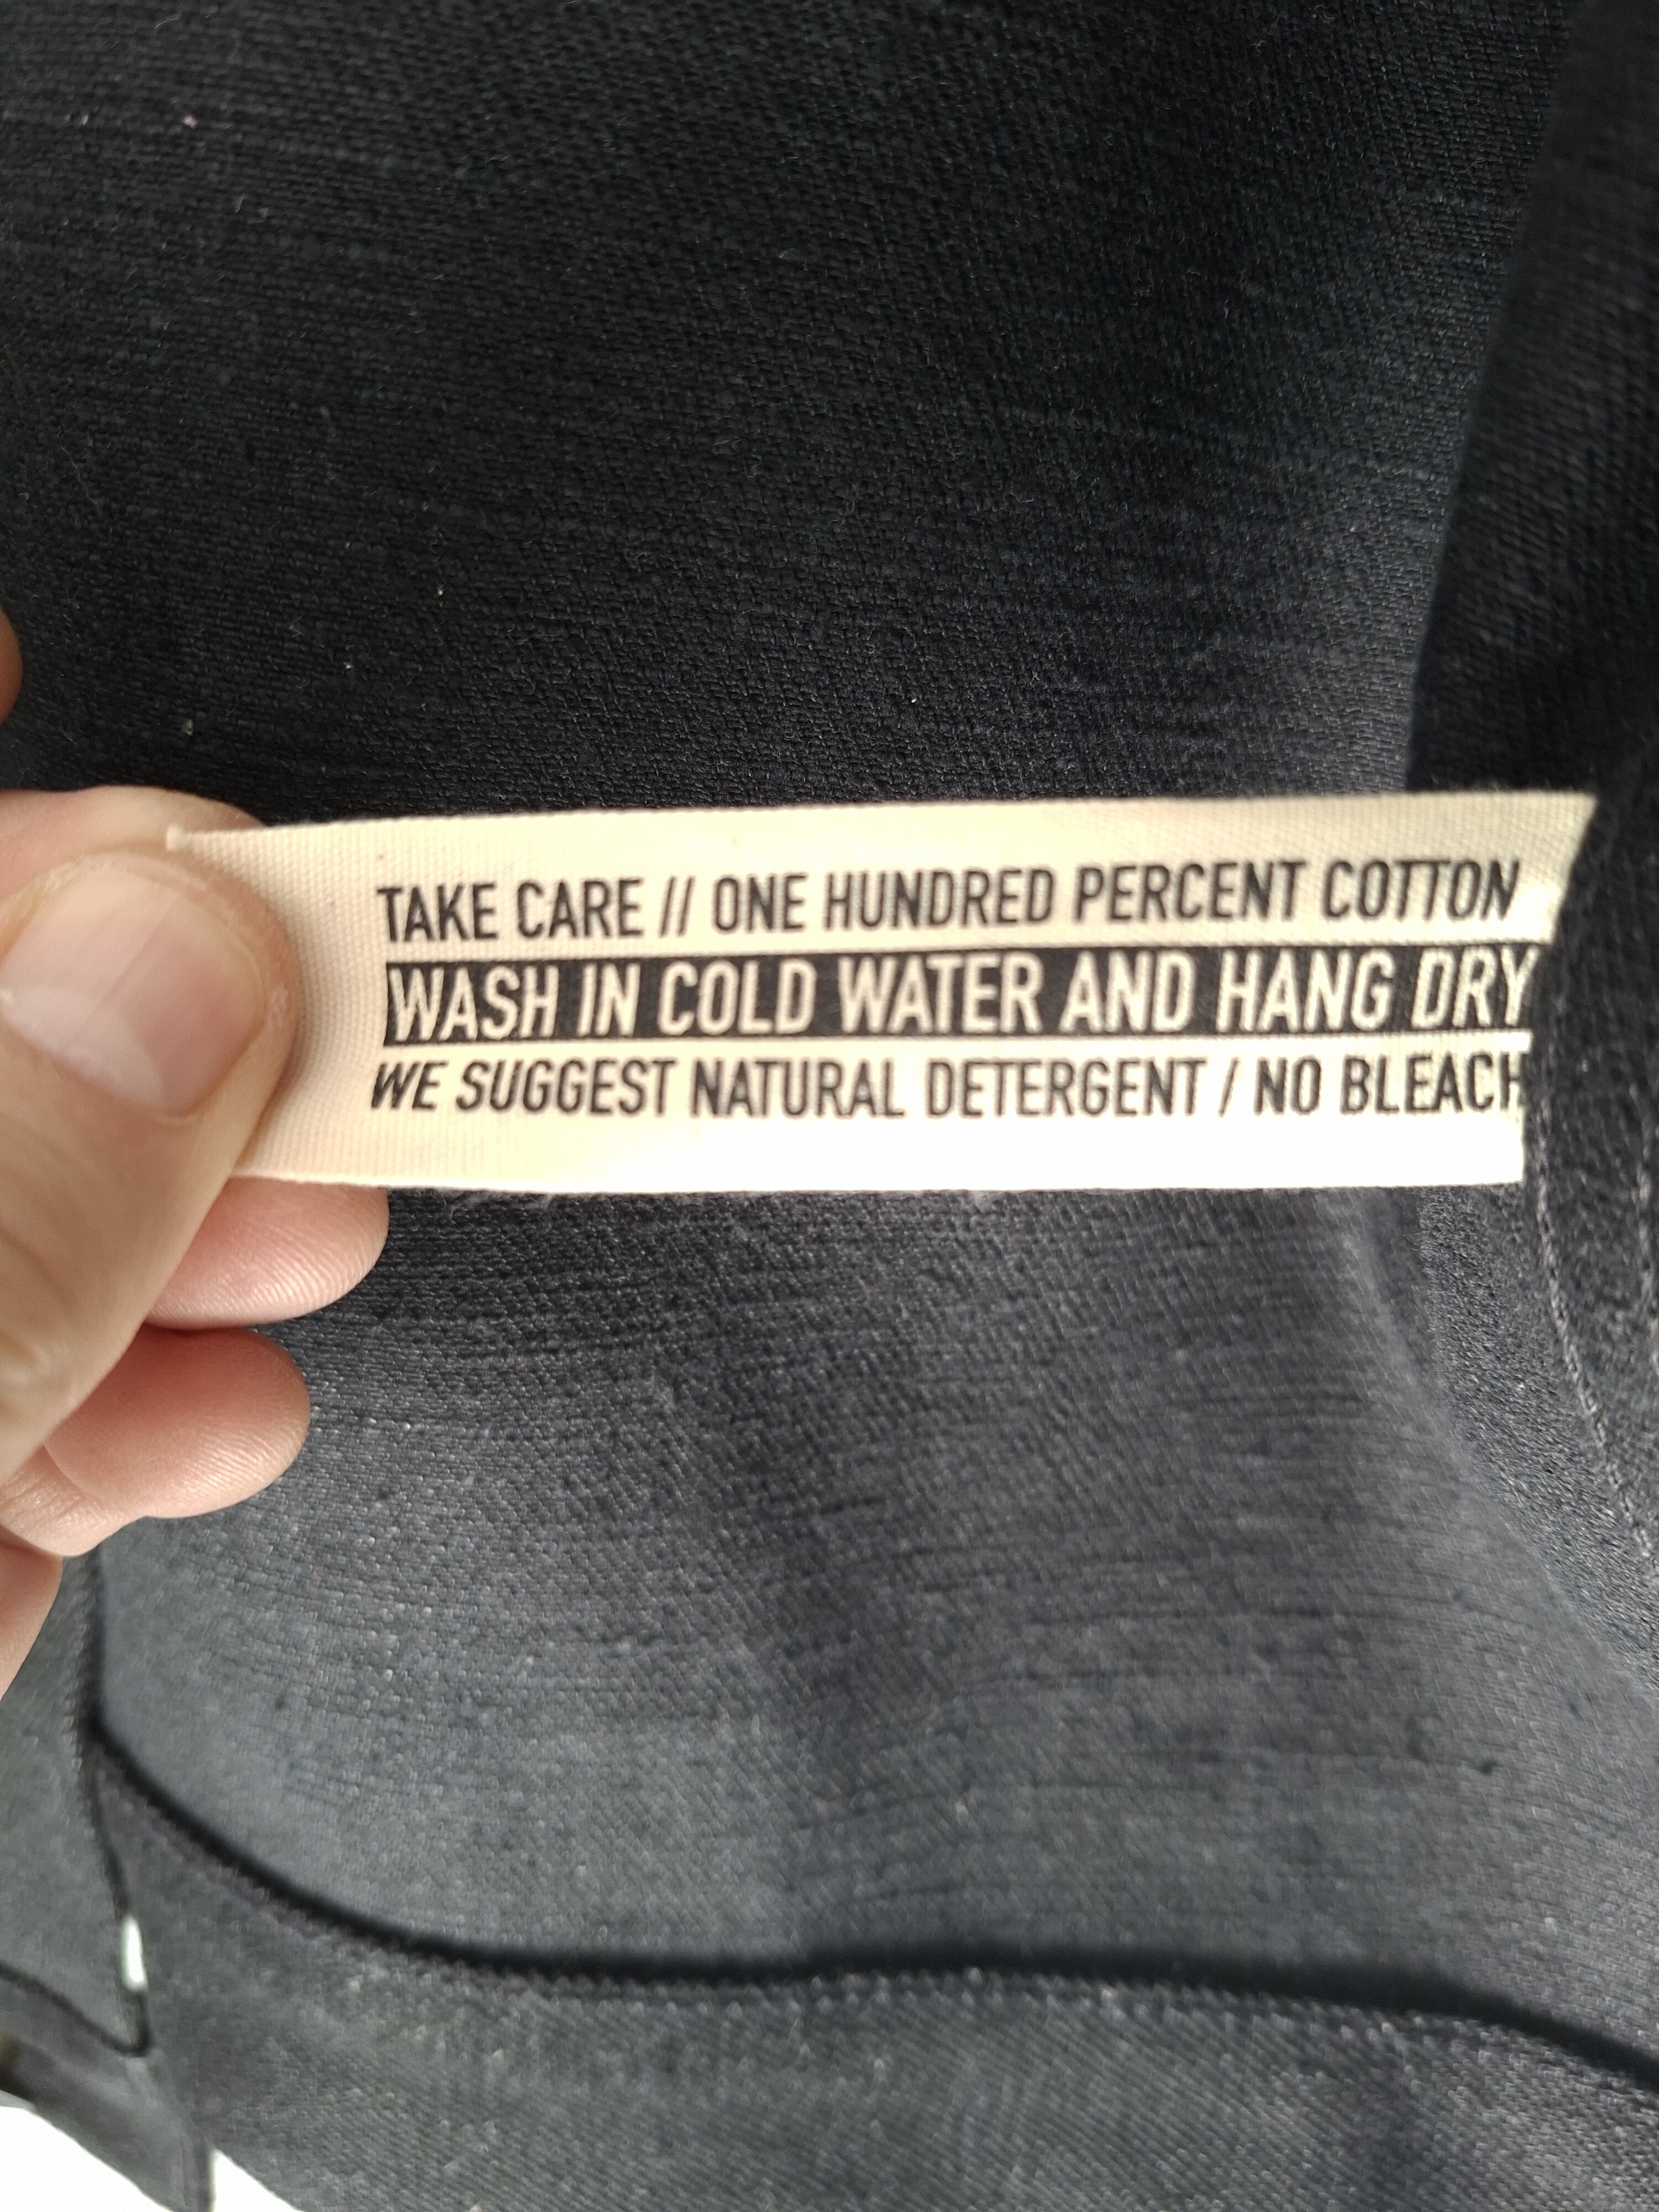 TAKE CARE // ONE HUNDRED PERCENT COTTON
WASH IN COLD WATER AND HANG DRY
WE SUGGEST NATURAL DETERGENT / NO BLEACH